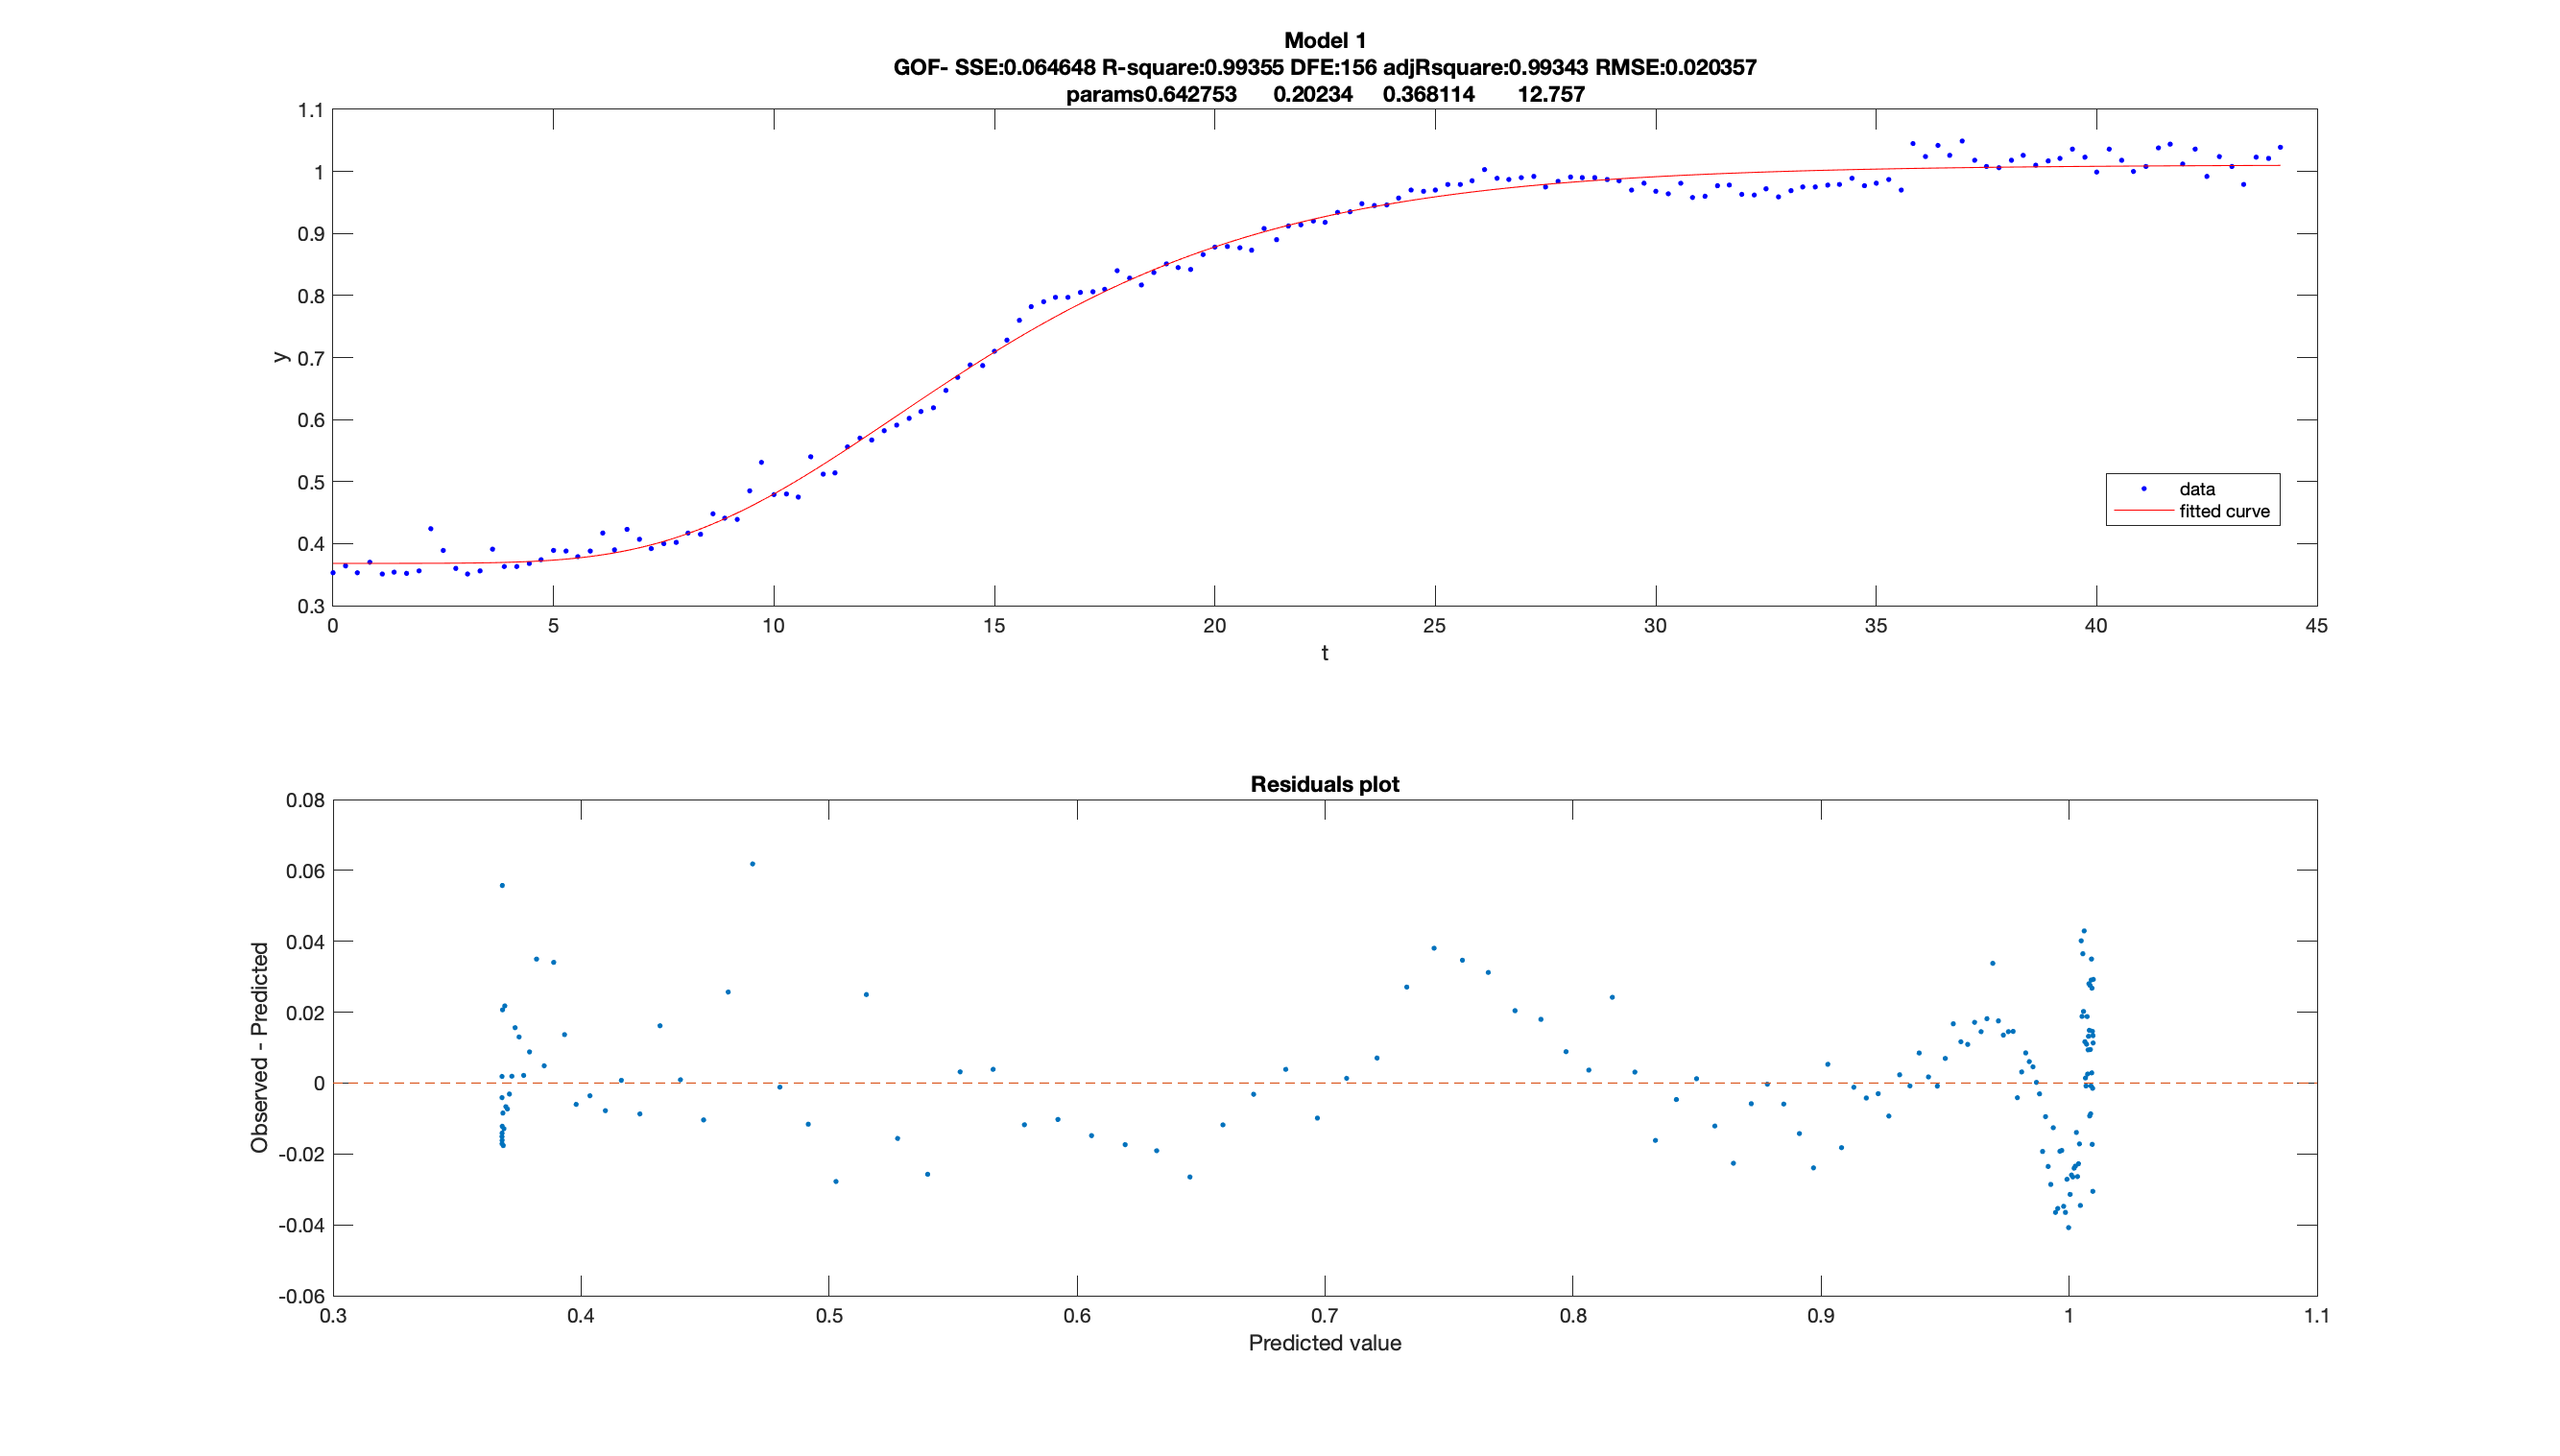 Model 1
GOF- SSE:0.064648 R-square:0.99355 DFE:156 adjRsquare:0.99343 RMSE:0.020357
params0.642753 0.20234 0.368114 12.757
1.1
1
0.9
0.8
0.7
0.6
0.5
0.4
0.3
y
data
fitted curve
0 5 10 15 20 25 30 35 40 45
t
Residuals plot
0.08
0.06
0.04
0.02
0
-0.02
-0.04
-0.06
Observed - Predicted
0.3 0.4 0.5 0.6 0.7 0.8 0.9 1 1.1
Predicted value